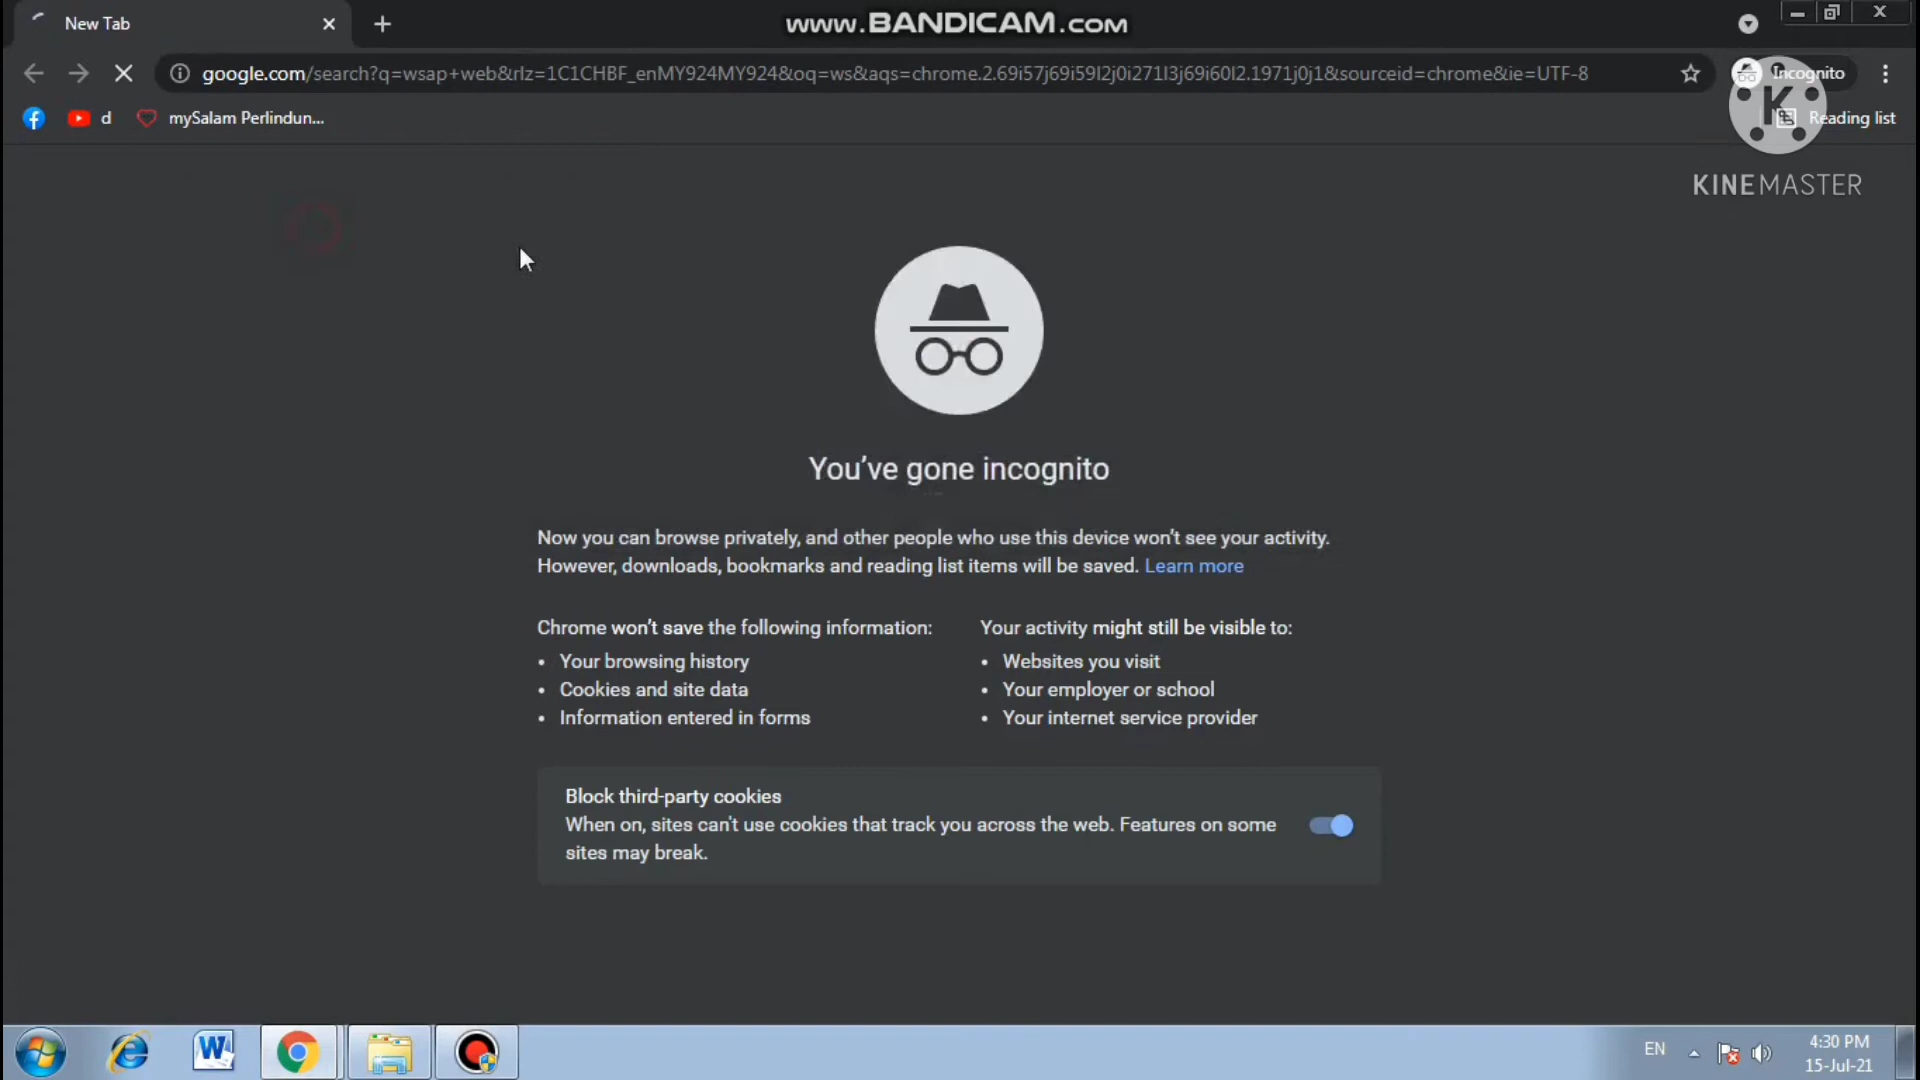 New Tab
www.BANDICAM.com
google.com/search?q=wsap+web&rlz=1C1CHBF_enMY924MY924&oq=ws&aqs=chrome.2.69i57j69i59l2j0i271l3j69i60l2.1971j0j1&sourceid=chrome&ie=UTF-8
Incognito
d
mySalam Perlindun...
Reading list
K
KINEMASTER
You've gone incognito
Now you can browse privately, and other people who use this device won't see your activity.
However, downloads, bookmarks and reading list items will be saved. Learn more
Chrome won't save the following information:
Your browsing history
Cookies and site data
Information entered in forms
Your activity might still be visible to:
Websites you visit
Your employer or school
Your internet service provider
Block third-party cookies
When on, sites can't use cookies that track you across the web. Features on some
sites may break.
EN
4:30 PM
15-Jul-21